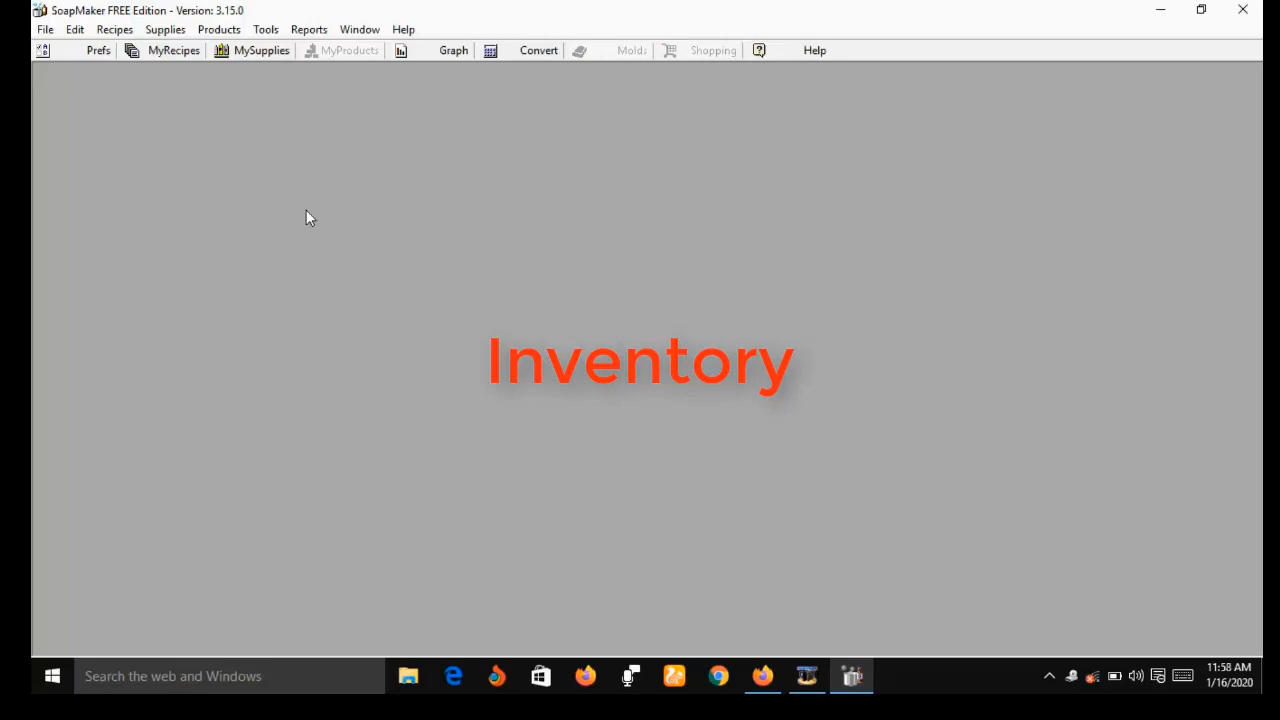 SoapMaker FREE Edition - Version: 3.15.0
File Edit Recipes Supplies Products Tools Reports Window Help
Prefs MyRecipes MySupplies MyProducts Graph Convert Molds Shopping Help
Inventory
Search the web and Windows
11:58 AM
1/16/2020